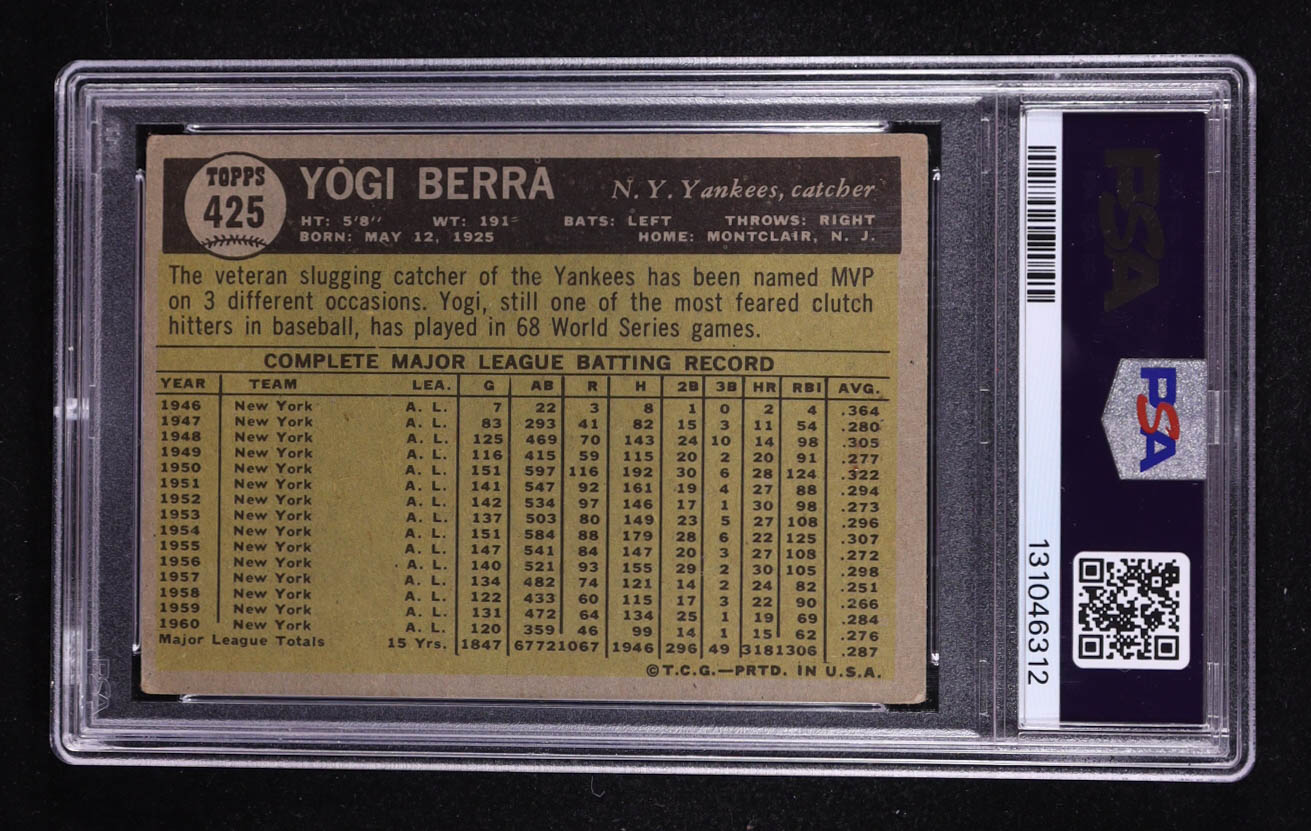 TOPPS
425
YOGI BERRA N. Y. Yankees, catcher
HT: 5'8" WT: 191 BATS: LEFT THROWS: RIGHT
BORN: MAY 12, 1925 HOME: MONTCLAIR, N. J.
The veteran slugging catcher of the Yankees has been named MVP
on 3 different occasions. Yogi, still one of the most feared clutch
hitters in baseball, has played in 68 World Series games.
COMPLETE MAJOR LEAGUE BATTING RECORD
YEAR TEAM LEA. G AB R H 2B 3B HR RBI AVG.
1946 New York A. L. 7 22 3 8 1 0 2 4 .364
1947 New York A. L. 83 293 41 82 15 3 11 54 .280
1948 New York A. L. 125 469 70 143 24 10 14 98 .305
1949 New York A. L. 116 415 59 115 20 2 20 91 .277
1950 New York A. L. 151 597 116 192 30 6 28 124 .322
1951 New York A. L. 141 547 92 161 19 4 27 88 .294
1952 New York A. L. 142 534 97 146 17 1 30 98 .273
1953 New York A. L. 137 503 80 149 23 5 27 108 .296
1954 New York A. L. 151 584 88 179 28 6 22 125 .307
1955 New York A. L. 147 541 84 147 20 3 27 108 .272
1956 New York A. L. 140 521 93 155 29 2 30 105 .298
1957 New York A. L. 134 482 74 121 14 2 24 82 .251
1958 New York A. L. 122 433 60 115 17 3 22 90 .266
1959 New York A. L. 131 472 64 134 25 1 19 69 .284
1960 New York A. L. 120 359 46 99 14 1 15 62 .276
Major League Totals 15 Yrs. 1847 6772 1067 1946 296 49 318 1306 .287
©T.C.G.—PRTD. IN U.S.A.
PSA
PSA
131046312